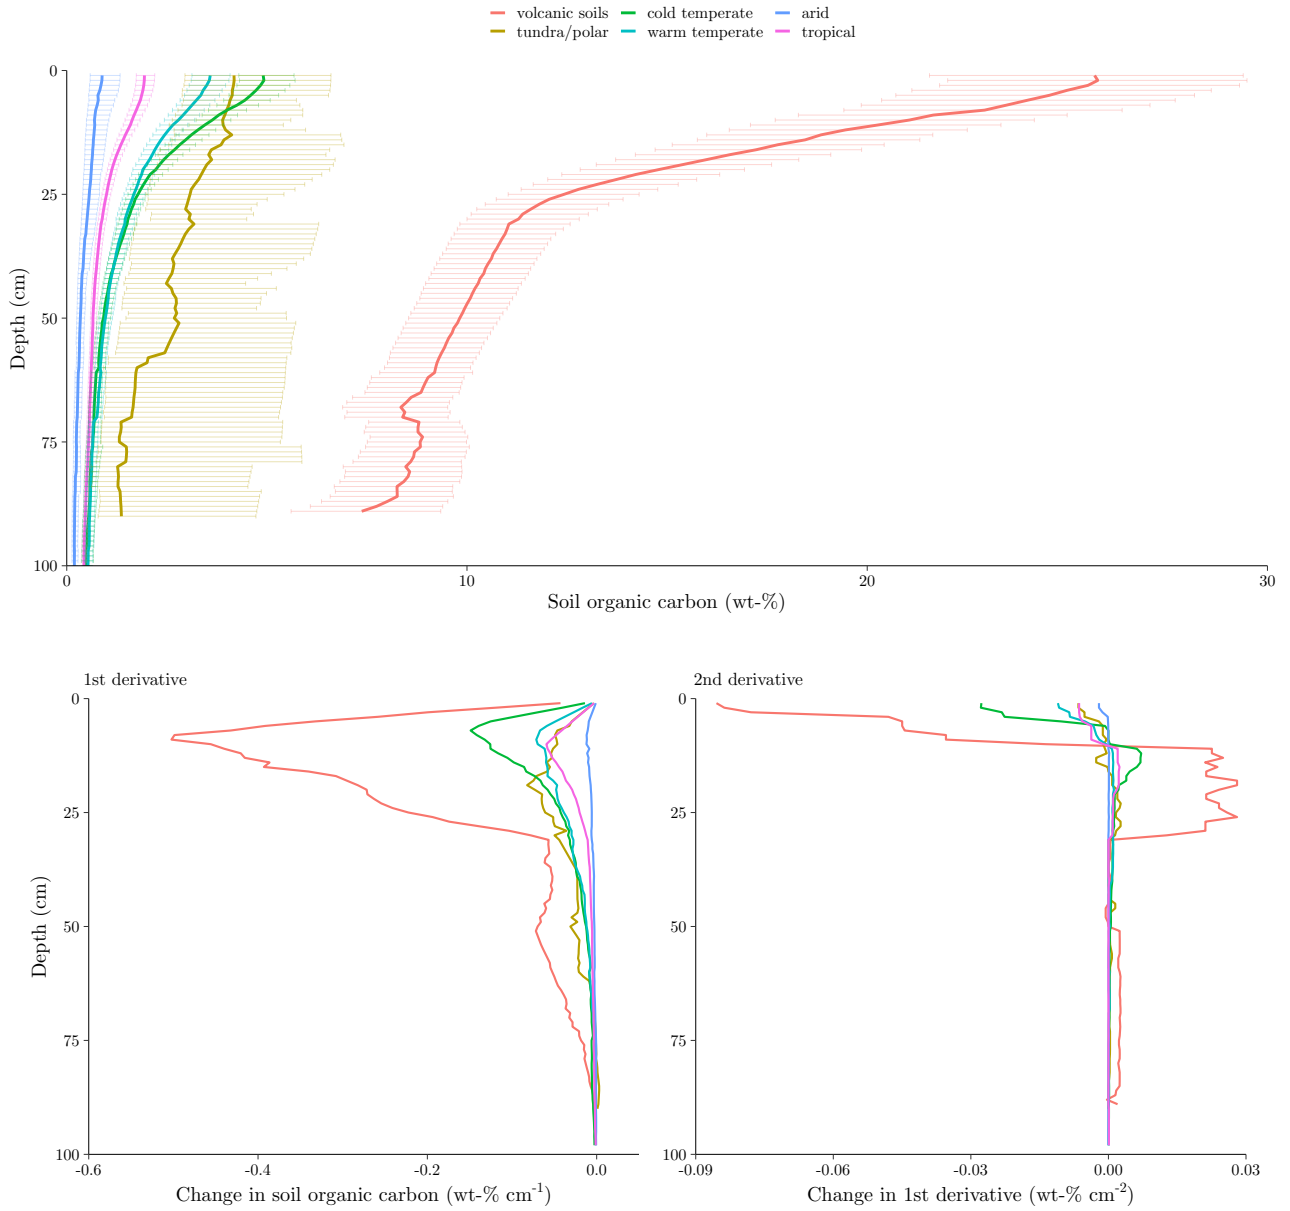 volcanic soils cold temperate arid
tundra/polar warm temperate tropical
0
25
50
75
100
Depth (cm)
0 10 20 30
Soil organic carbon (wt-%)
1st derivative
0
25
50
75
100
Depth (cm)
-0.6 -0.4 -0.2 0.0
Change in soil organic carbon (wt-% cm-1)
2nd derivative
0
25
50
75
100
-0.09 -0.06 -0.03 0.00 0.03
Change in 1st derivative (wt-% cm-2)